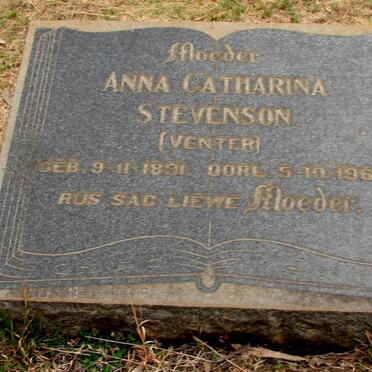 Moeder
ANNA CATHARINA
STEVENSON.
(VENTER)
GEB. 9-11-1891. OORL. 5-10-196
RUS SAG LIEWE Moeder.